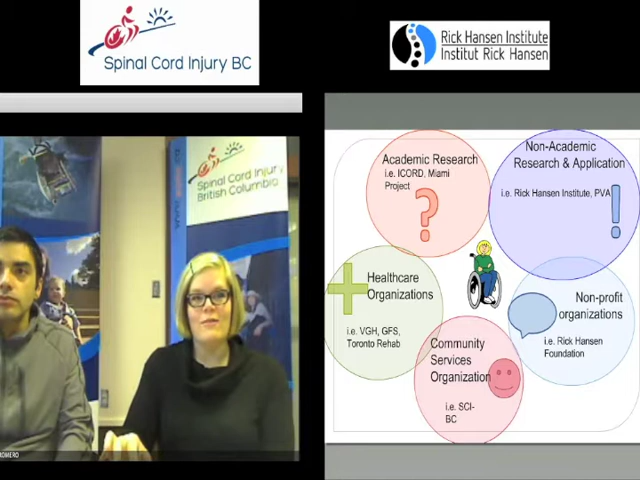 Spinal Cord Injury BC
Rick Hansen Institute
Institut Rick Hansen
Spinal Cord Injury
British Columbia
Academic Research
i.e. ICORD, Miami
Project
?
Non-Academic
Research & Application
i.e. Rick Hansen Institute, PVA
!
Healthcare
Organizations
i.e. VGH, GFS,
Toronto Rehab
Non-profit
organizations
i.e. Rick Hansen
Foundation
Community
Services
Organization
i.e. SCI-
BC